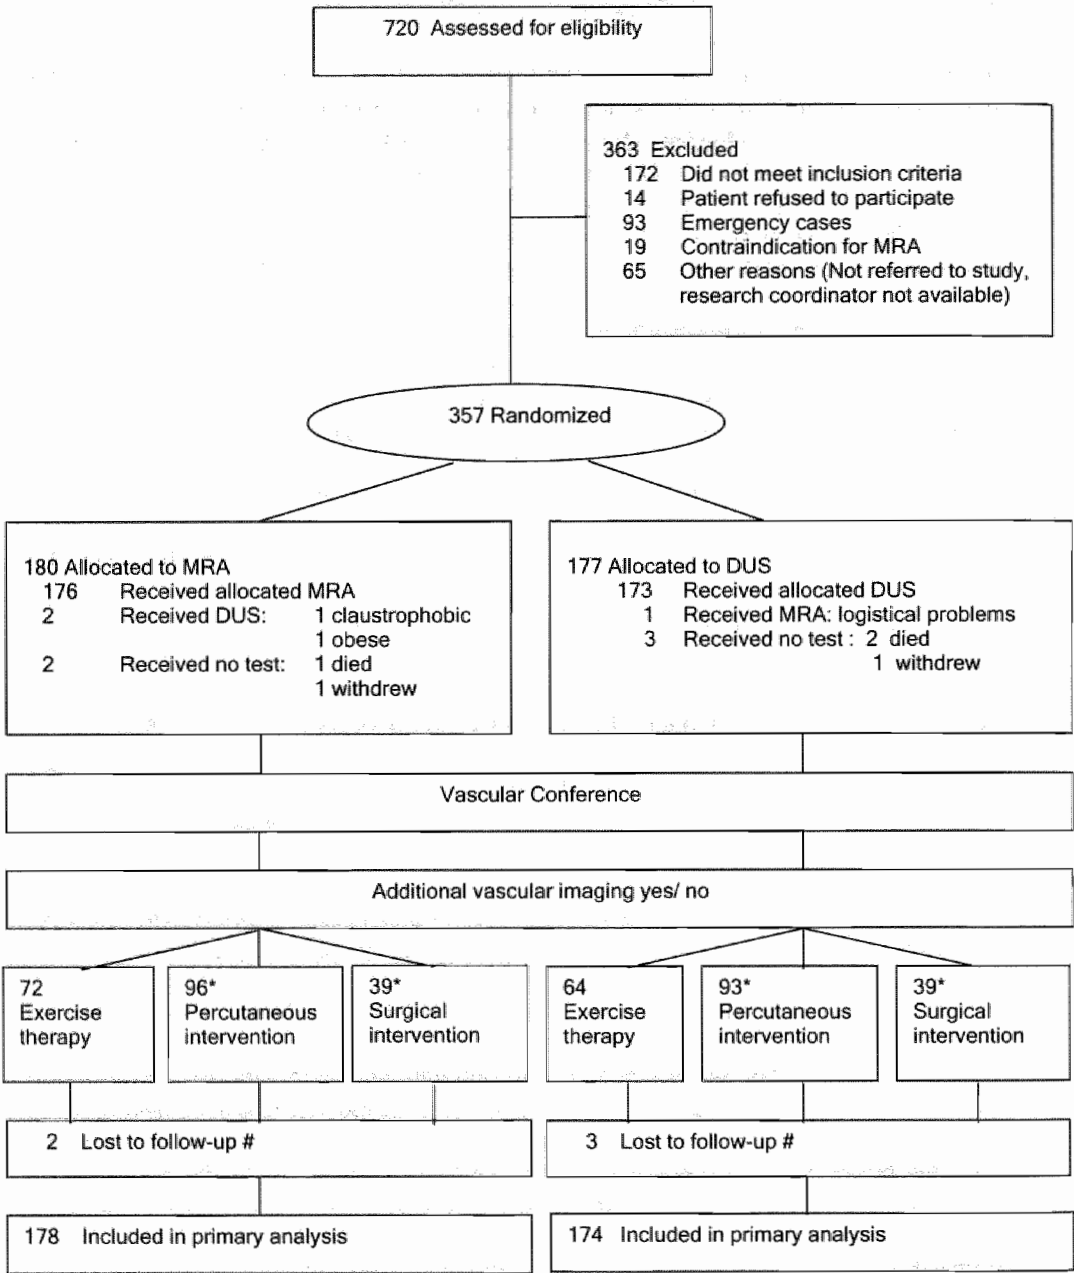 720 Assessed for eligibility
363 Excluded
172 Did not meet inclusion criteria
14 Patient refused to participate
93 Emergency cases
19 Contraindication for MRA
65 Other reasons (Not referred to study,
research coordinator not available)
357 Randomized
180 Allocated to MRA
176 Received allocated MRA
2 Received DUS: 1 claustrophobic
1 obese
2 Received no test: 1 died
1 withdrew
177 Allocated to DUS
173 Received allocated DUS
1 Received MRA: logistical problems
3 Received no test : 2 died
1 withdrew
Vascular Conference
Additional vascular imaging yes/ no
72
Exercise
therapy
96*
Percutaneous
intervention
39*
Surgical
intervention
64
Exercise
therapy
93*
Percutaneous
intervention
39*
Surgical
intervention
2 Lost to follow-up #
3 Lost to follow-up #
178 Included in primary analysis
174 Included in primary analysis